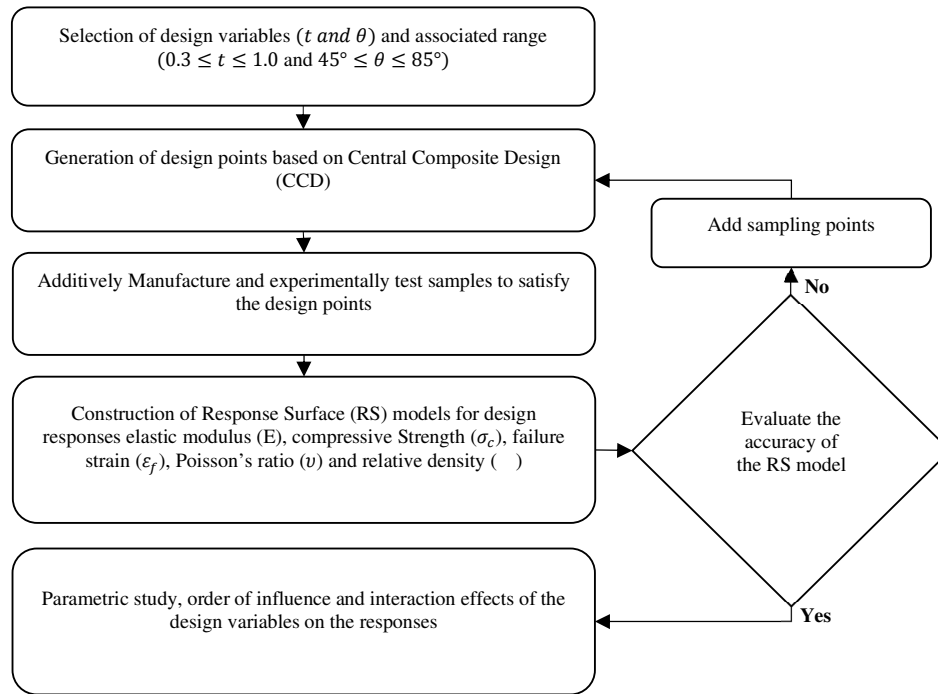 Selection of design variables (t and θ) and associated range
(0.3 ≤ t ≤ 1.0 and 45° ≤ θ ≤ 85°)
Generation of design points based on Central Composite Design
(CCD)
Add sampling points
Additively Manufacture and experimentally test samples to satisfy
the design points
No
Construction of Response Surface (RS) models for design
responses elastic modulus (E), compressive Strength (σ_c), failure
strain (ε_f), Poisson's ratio (υ) and relative density ( )
Evaluate the
accuracy of
the RS model
Yes
Parametric study, order of influence and interaction effects of the
design variables on the responses